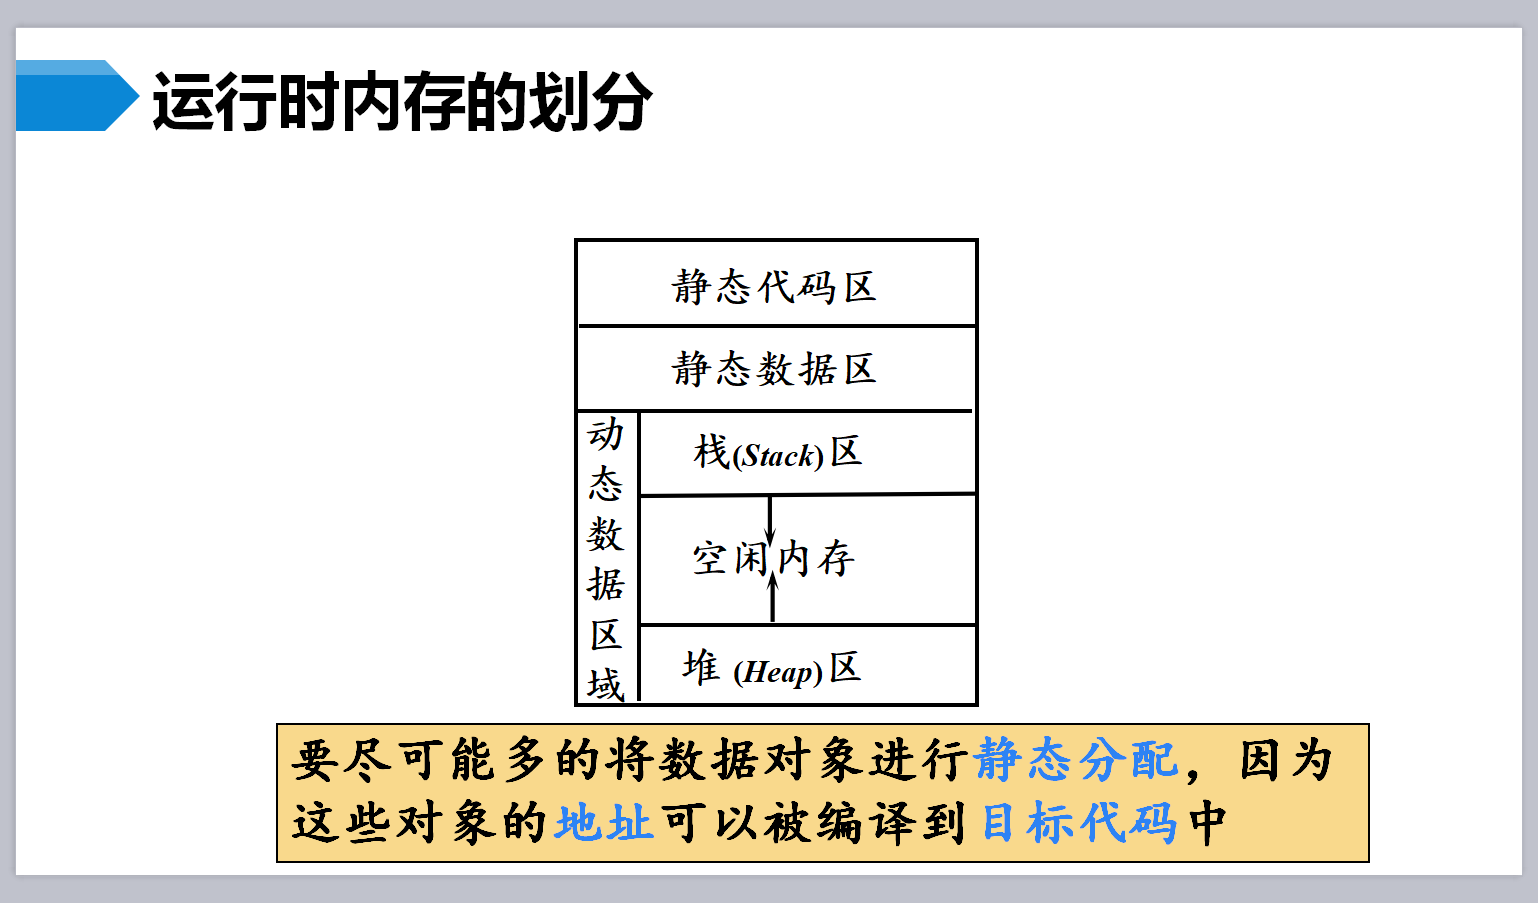 运行时内存的划分
静态代码区
静态数据区
动态数据区域
栈(Stack)区
空闲内存
堆 (Heap)区
要尽可能多的将数据对象进行静态分配，因为
这些对象的地址可以被编译到目标代码中